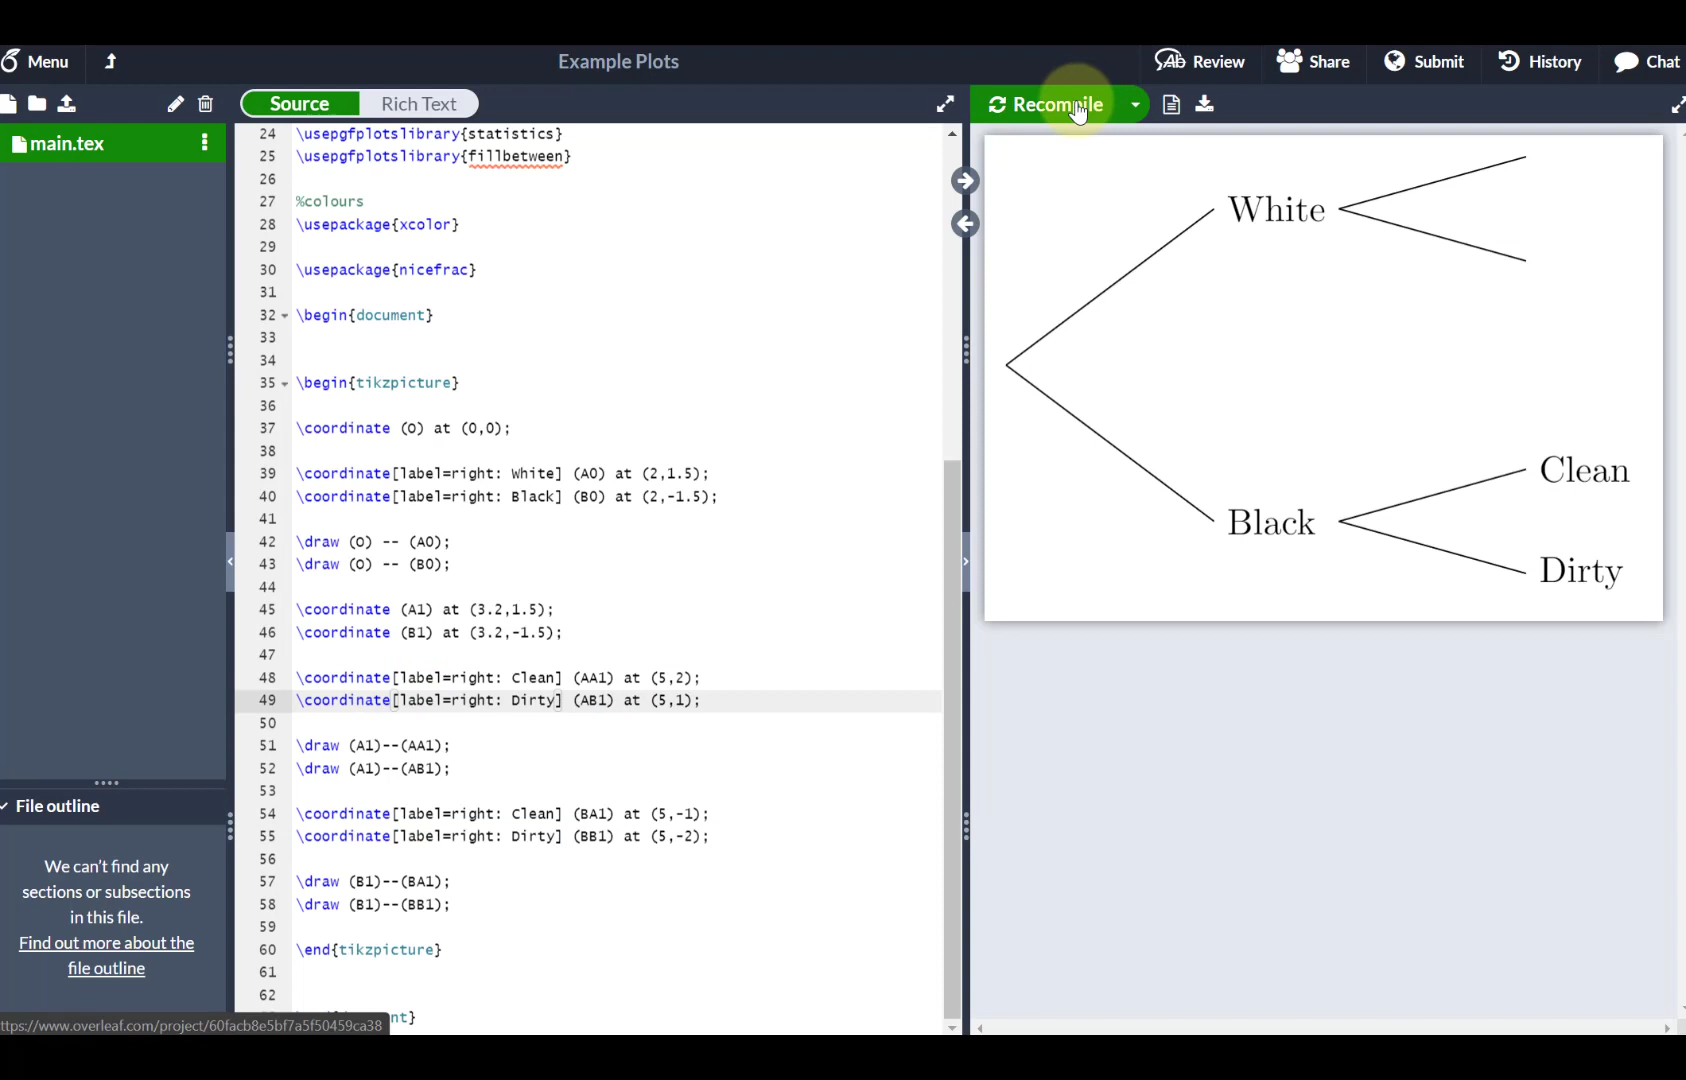 Menu
Example Plots
Review
Share
Submit
History
Chat
Source
Rich Text
Recompile
main.tex
24 \usepgfplotslibrary{statistics}
25 \usepgfplotslibrary{fillbetween}
26
27 %colours
28 \usepackage{xcolor}
29
30 \usepackage{nicefrac}
31
32 \begin{document}
33
34
35 \begin{tikzpicture}
36
37 \coordinate (O) at (0,0);
38
39 \coordinate[label=right: White] (A0) at (2,1.5);
40 \coordinate[label=right: Black] (B0) at (2,-1.5);
41
42 \draw (O) -- (A0);
43 \draw (O) -- (B0);
44
45 \coordinate (A1) at (3.2,1.5);
46 \coordinate (B1) at (3.2,-1.5);
47
48 \coordinate[label=right: Clean] (AA1) at (5,2);
49 \coordinate[label=right: Dirty] (AB1) at (5,1);
50
51 \draw (A1)--(AA1);
52 \draw (A1)--(AB1);
53
54 \coordinate[label=right: Clean] (BA1) at (5,-1);
55 \coordinate[label=right: Dirty] (BB1) at (5,-2);
56
57 \draw (B1)--(BA1);
58 \draw (B1)--(BB1);
59
60 \end{tikzpicture}
61
62
nt}
White
Black
Clean
Dirty
File outline
We can't find any
sections or subsections
in this file.
Find out more about the
file outline
ttps://www.overleaf.com/project/60facb8e5bf7a5f50459ca38